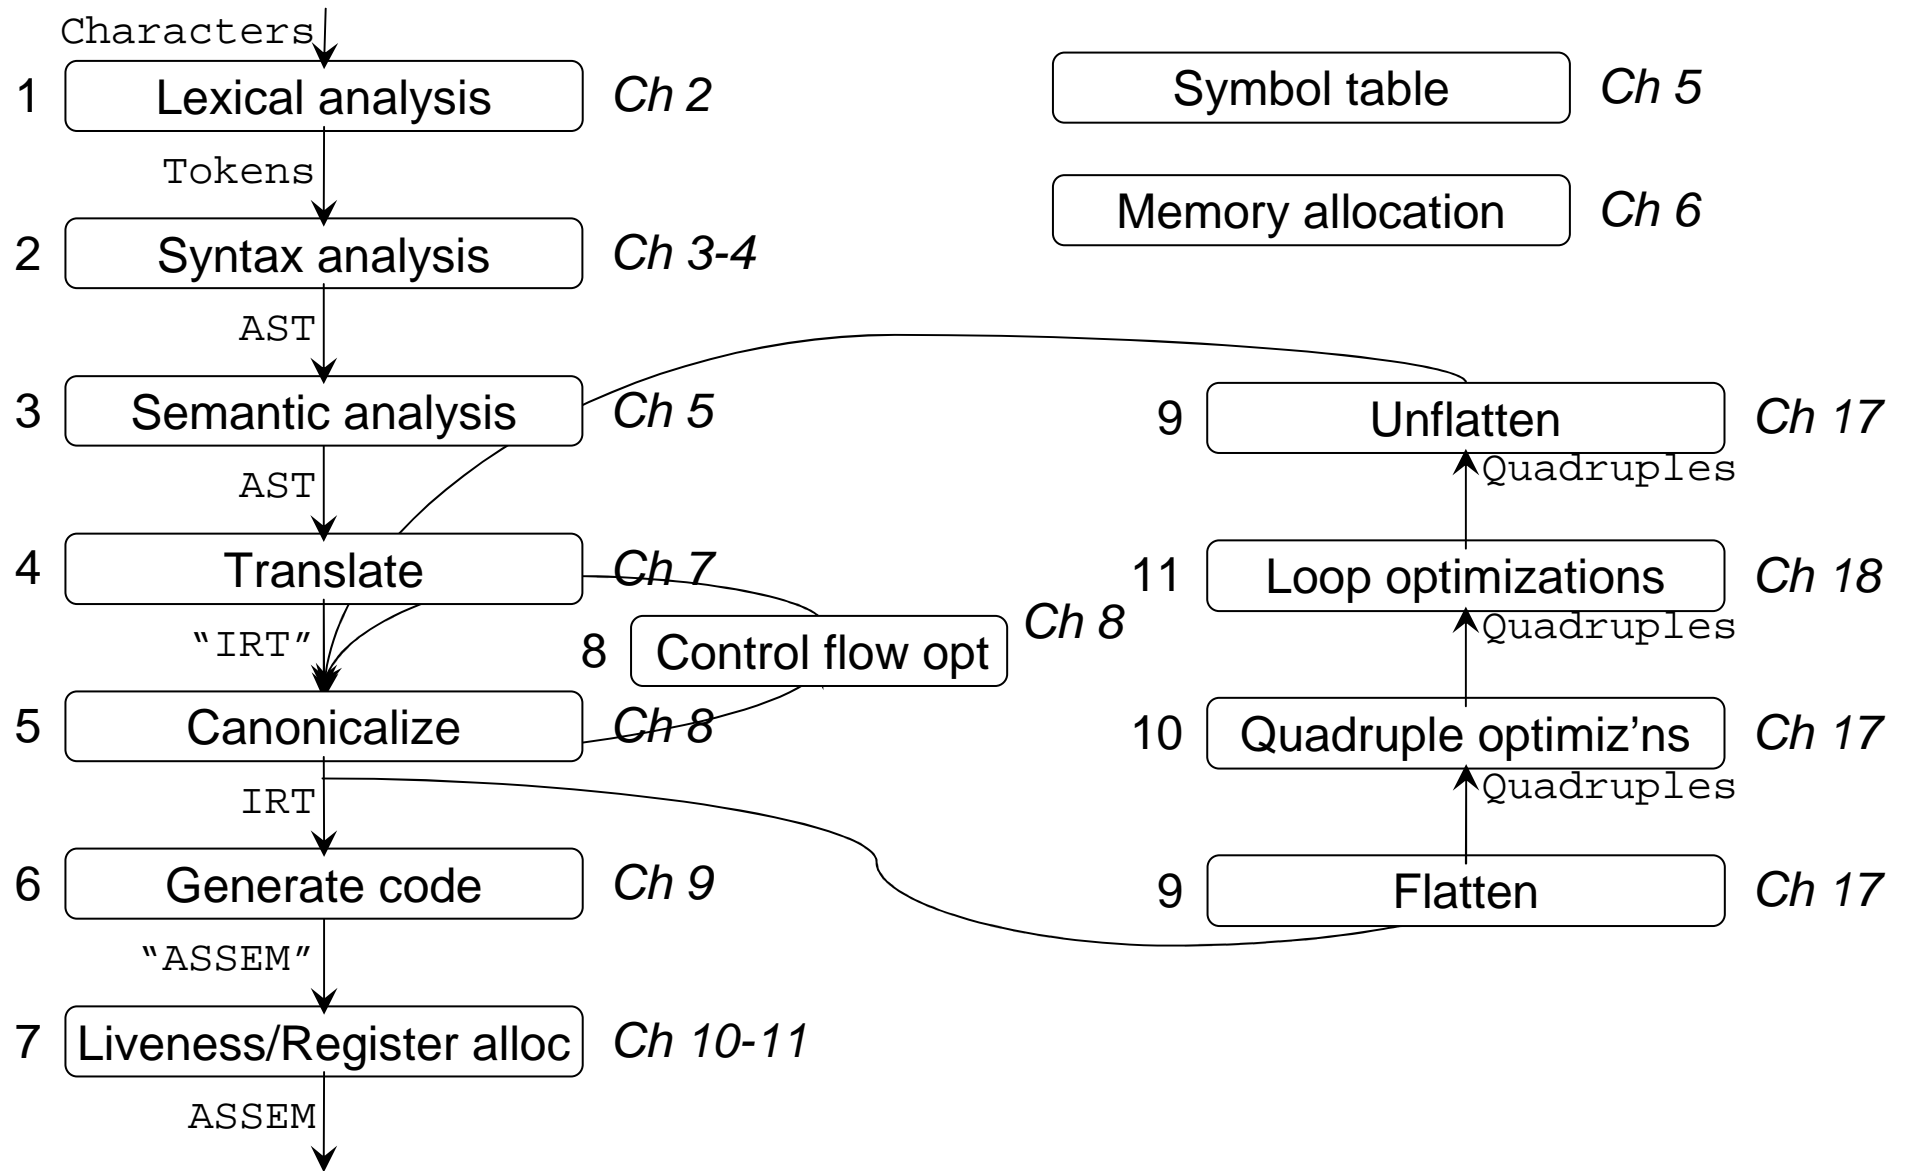 Characters
1 Lexical analysis Ch 2
Symbol table Ch 5
Tokens
Memory allocation Ch 6
2 Syntax analysis Ch 3-4
AST
3 Semantic analysis Ch 5
9 Unflatten Ch 17
Quadruples
AST
4 Translate Ch 7
11 Loop optimizations Ch 18
Quadruples
“IRT”
8 Control flow opt Ch 8
5 Canonicalize Ch 8
10 Quadruple optimiz'ns Ch 17
Quadruples
IRT
6 Generate code Ch 9
9 Flatten Ch 17
“ASSEM”
7 Liveness/Register alloc Ch 10-11
ASSEM